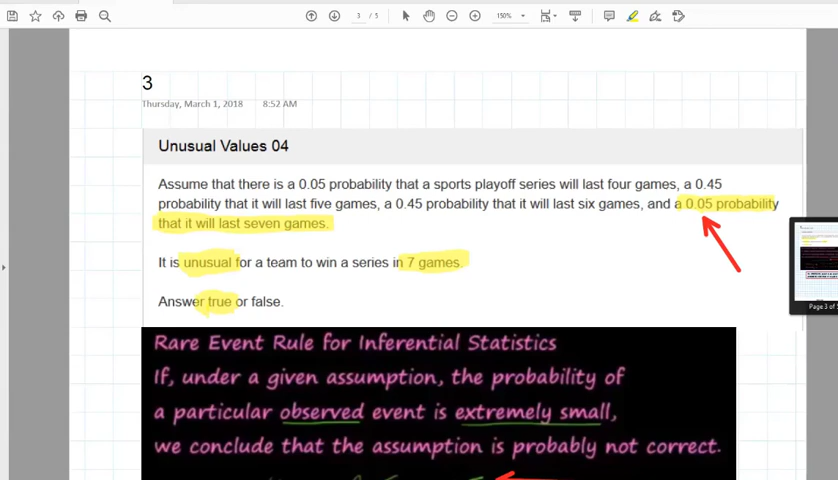 3 / 5
150%
3
Thursday, March 1, 2018 8:52 AM
Unusual Values 04
Assume that there is a 0.05 probability that a sports playoff series will last four games, a 0.45
probability that it will last five games, a 0.45 probability that it will last six games, and a 0.05 probability
that it will last seven games.
It is unusual for a team to win a series in 7 games.
Answer true or false.
Page 3 of 5
Rare Event Rule for Inferential Statistics
If, under a given assumption, the probability of
a particular observed event is extremely small,
we conclude that the assumption is probably not correct.